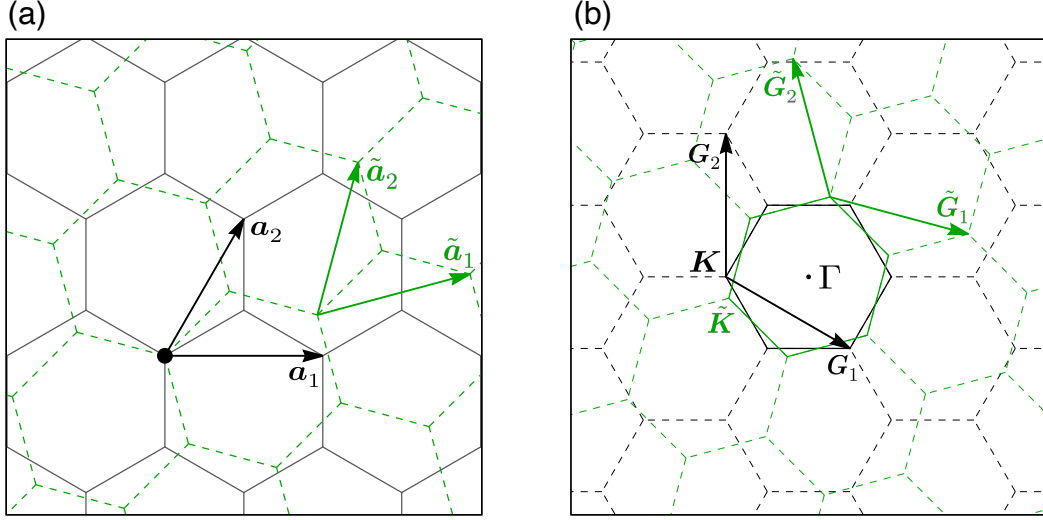 (a)
(b)
G̃₂
G₂
ã₂
a₂
G̃₁
ã₁
K
Γ
K̃
a₁
G₁